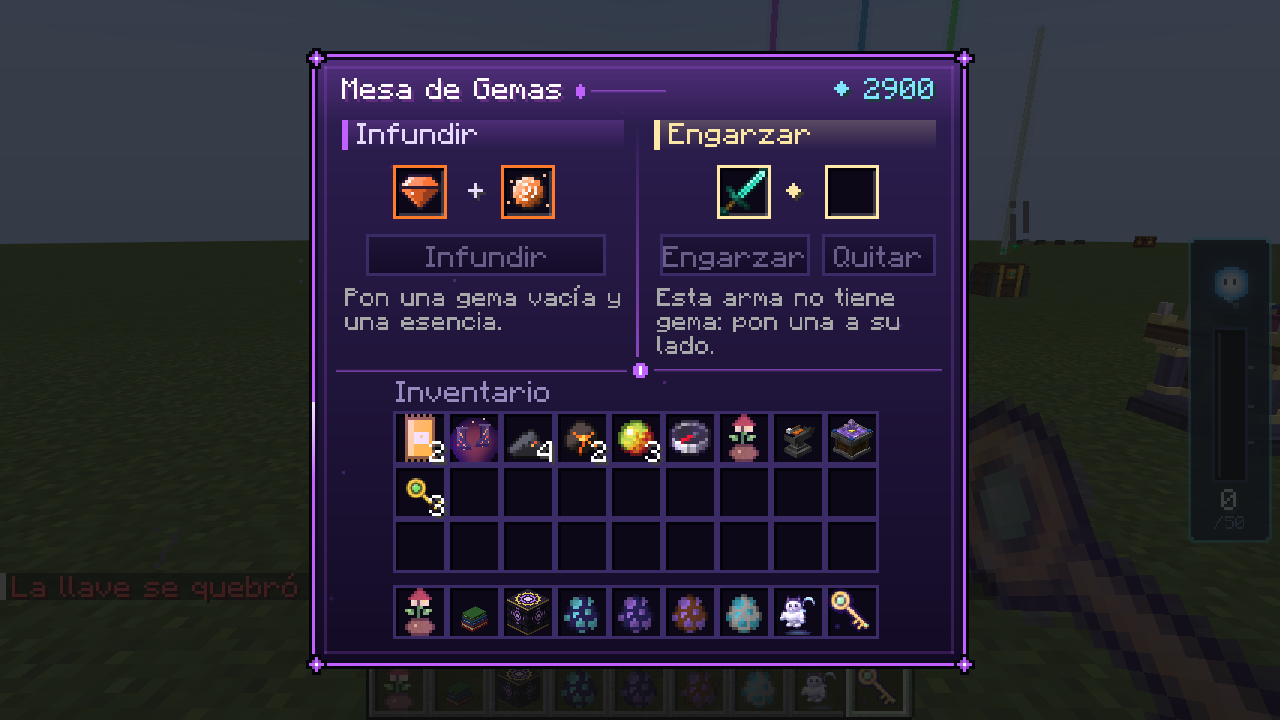 Mesa de Gemas
2900
Infundir
Engarzar
+
Infundir
Engarzar
Quitar
Pon una gema vacía y
una esencia.
Esta arma no tiene
gema: pon una a su
lado.
Inventario
2
4
2
3
3
0
/50
La llave se quebró